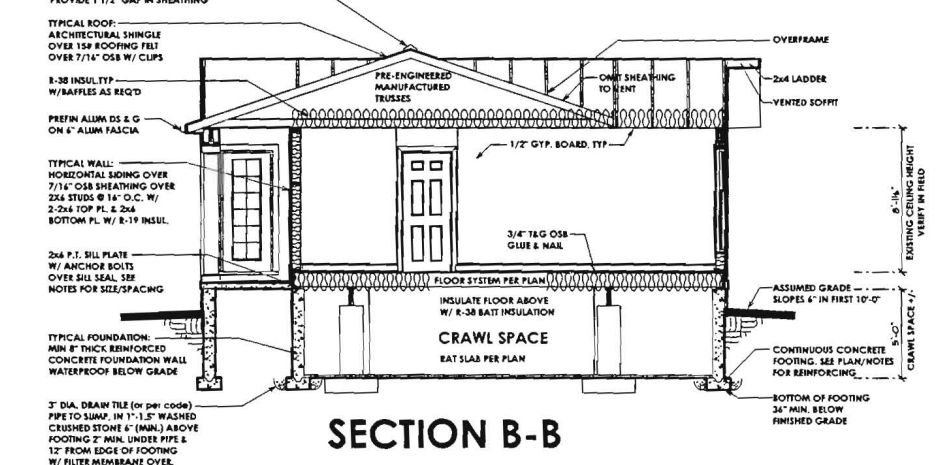 PROVIDE 1 1/2" GAP IN SHEATHING
TYPICAL ROOF:
ARCHITECTURAL SHINGLE
OVER 15# ROOFING FELT
OVER 7/16" OSB W/ CLIPS
R-38 INSUL.TYP
W/BAFFLES AS REQ'D
PREFIN ALUM DS & G
ON 6" ALUM FASCIA
TYPICAL WALL:
HORIZONTAL SIDING OVER
7/16" OSB SHEATHING OVER
2X6 STUDS @ 16" O.C. W/
2-2x6 TOP PL. & 2x6
BOTTOM PL. W/ R-19 INSUL.
2x6 P.T. SILL PLATE
W/ ANCHOR BOLTS
OVER SILL SEAL, SEE
NOTES FOR SIZE/SPACING
TYPICAL FOUNDATION:
MIN 8" THICK REINFORCED
CONCRETE FOUNDATION WALL
WATERPROOF BELOW GRADE
3" DIA. DRAIN TILE (or per code)
PIPE TO SUMP, IN 1"-1.5" WASHED
CRUSHED STONE 6" (MIN.) ABOVE
FOOTING 2" MIN. UNDER PIPE &
12" FROM EDGE OF FOOTING
W/ FILTER MEMBRANE OVER.
PRE-ENGINEERED
MANUFACTURED
TRUSSES
OMIT SHEATHING
TO VENT
1/2" GYP. BOARD, TYP
3/4" T&G OSB
GLUE & NAIL
FLOOR SYSTEM PER PLAN
INSULATE FLOOR ABOVE
W/ R-38 BATT INSULATION
CRAWL SPACE
RAT SLAB PER PLAN
OVERFRAME
2x4 LADDER
VENTED SOFFIT
EXISTING CEILING HEIGHT
VERIFY IN FIELD
ASSUMED GRADE
SLOPES 6" IN FIRST 10'-0"
5'-0"
CRAWL SPACE +/-
CONTINUOUS CONCRETE
FOOTING. SEE PLAN/NOTES
FOR REINFORCING
BOTTOM OF FOOTING
36" MIN. BELOW
FINISHED GRADE
SECTION B-B